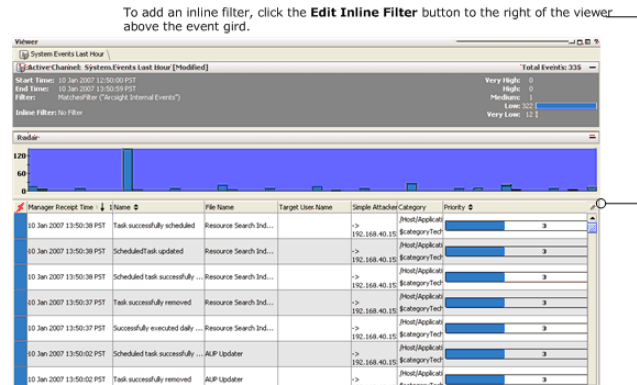 To add an inline filter, click the Edit Inline Filter button to the right of the viewer
above the event gird.
Viewer
System Events Last Hour
Active Channel: System Events Last Hour [Modified]
Total Events: 335
Start Time: 10 Jan 2007 12:50:00 PST
Very High: 0
End Time: 10 Jan 2007 13:50:59 PST
High: 0
Filter: MatchesFilter ("Arcsight Internal Events")
Medium: 1
Low: 322
Inline Filter: No Filter
Very Low: 12
Radar
120
60
0
Manager Receipt Time 1 Name File Name Target User Name Simple Attacker Category Priority
10 Jan 2007 13:50:38 PST Task successfully scheduled Resource Search Ind... -> 192.168.40.15 /Host/Applicati $categoryTech 3
10 Jan 2007 13:50:38 PST ScheduledTask updated Resource Search Ind... -> 192.168.40.15 /Host/Applicati $categoryTech 3
10 Jan 2007 13:50:38 PST Scheduled task successfully ... Resource Search Ind... -> 192.168.40.15 /Host/Applicati $categoryTech 3
10 Jan 2007 13:50:37 PST Task successfully removed Resource Search Ind... -> 192.168.40.15 /Host/Applicati $categoryTech 3
10 Jan 2007 13:50:37 PST Successfully executed daily ... Resource Search Ind... -> 192.168.40.15 /Host/Applicati $categoryTech 3
10 Jan 2007 13:50:02 PST Scheduled task successfully ... AUP Updater -> 192.168.40.15 /Host/Applicati $categoryTech 3
10 Jan 2007 13:50:02 PST Task successfully removed AUP Updater -> 192.168.40.15 /Host/Applicati $categoryTech 3